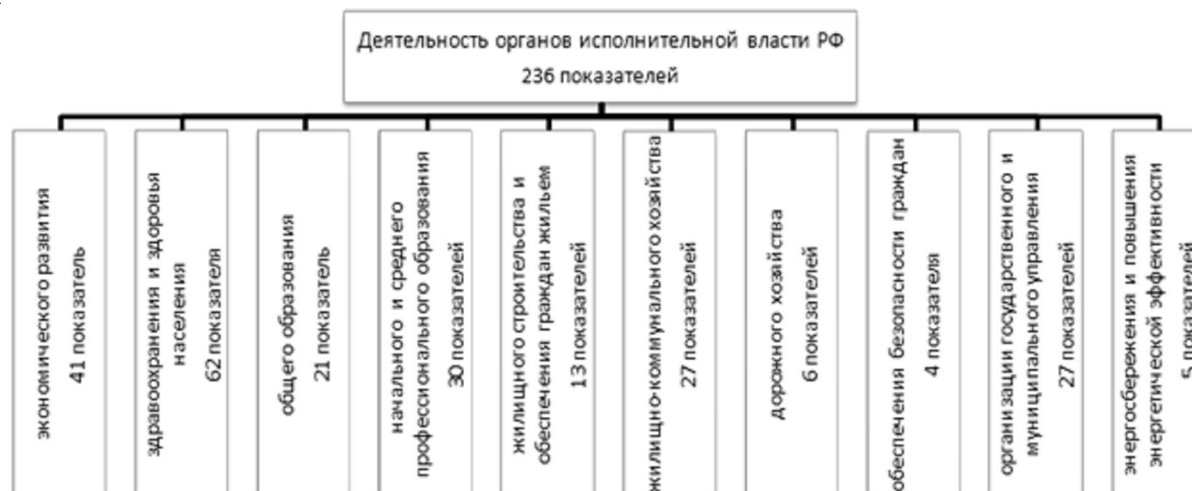 Деятельность органов исполнительной власти РФ
236 показателей
экономического развития
41 показатель
здравоохранения и здоровья
населения
62 показателя
общего образования
21 показатель
начального и среднего
профессионального образования
30 показателей
жилищного строительства и
обеспечения граждан жильем
13 показателей
жилищно-коммунального хозяйства
27 показателей
дорожного хозяйства
6 показателей
обеспечения безопасности граждан
4 показателя
организации государственного и
муниципального управления
27 показателей
энергосбережения и повышения
энергетической эффективности
5 показателей